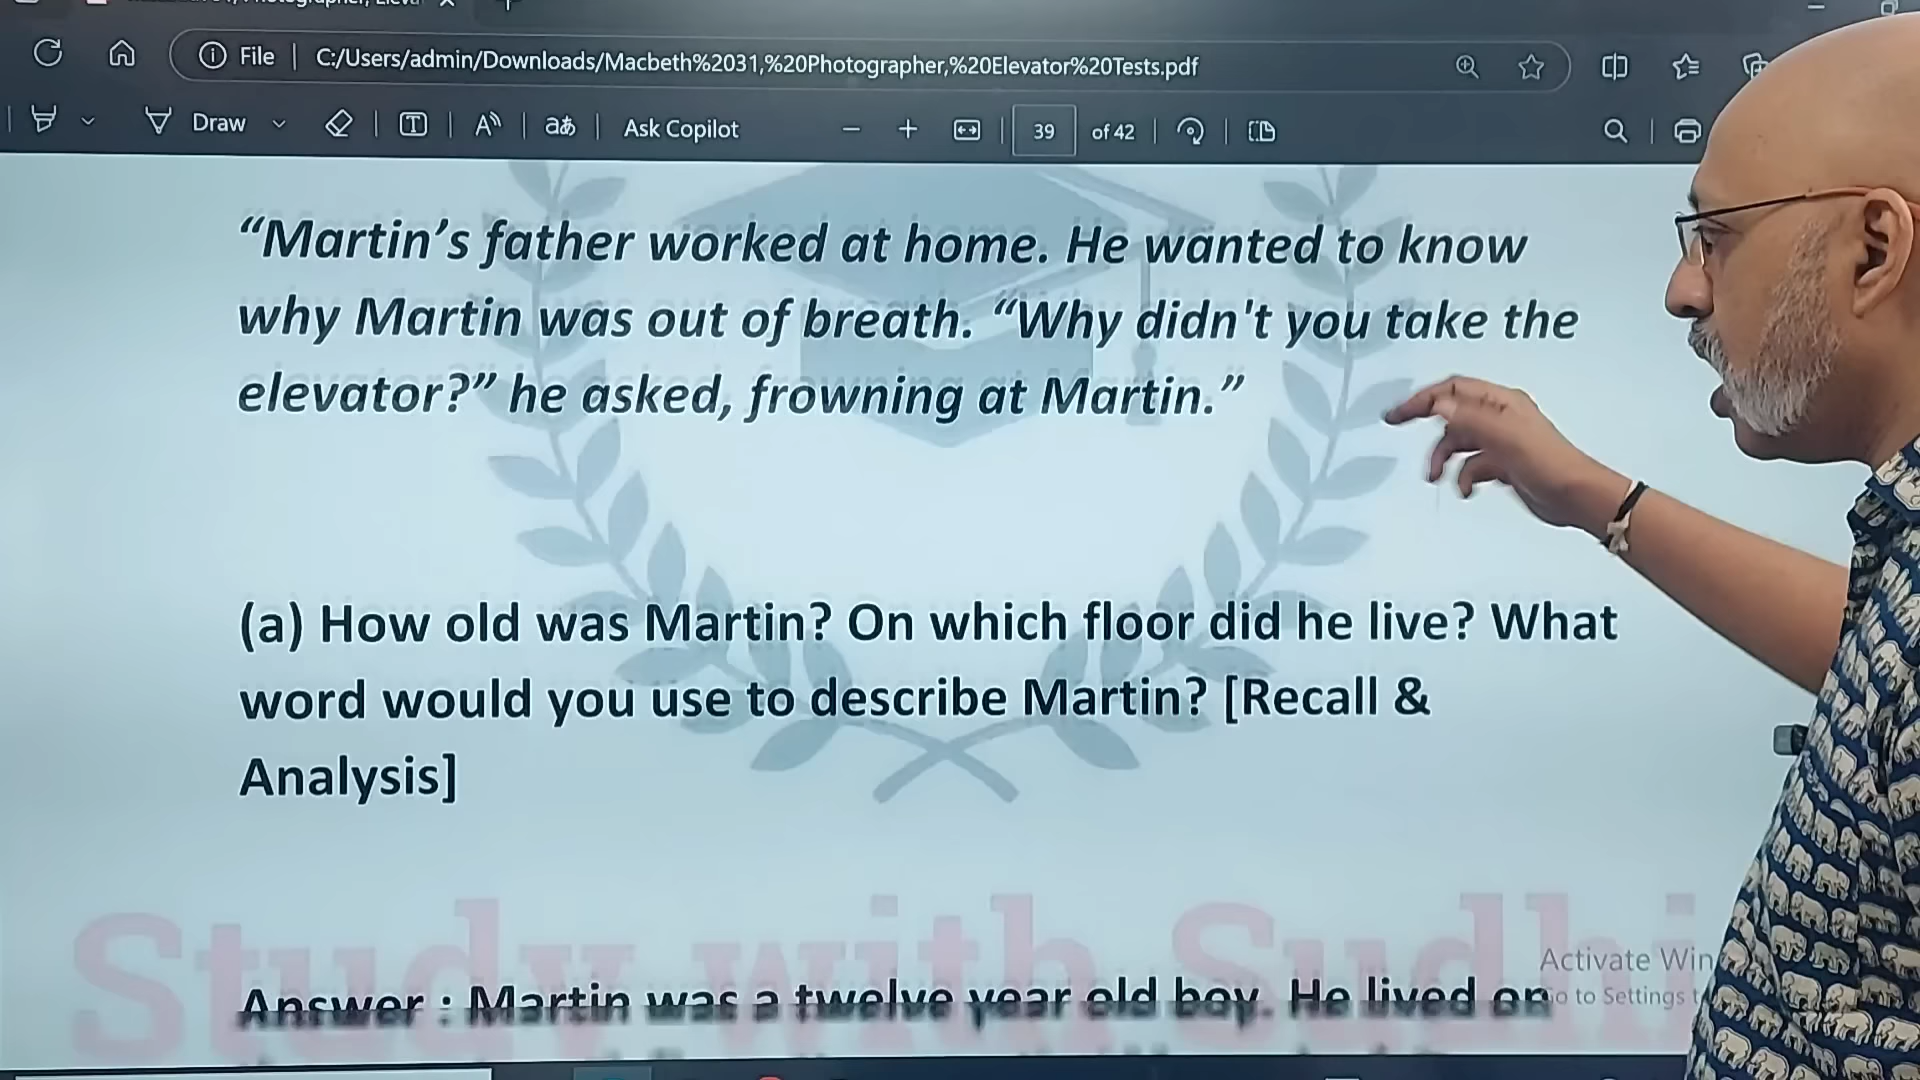 File
C:/Users/admin/Downloads/Macbeth%2031,%20Photographer,%20Elevator%20Tests.pdf
Draw
T
A
aあ
Ask Copilot
39
of 42
“Martin’s father worked at home. He wanted to know
why Martin was out of breath. “Why didn't you take the
elevator?” he asked, frowning at Martin.”
(a) How old was Martin? On which floor did he live? What
word would you use to describe Martin? [Recall &
Analysis]
Study with Sudhi
Activate Win
o to Settings t
Answer : Martin was a twelve year old boy. He lived on